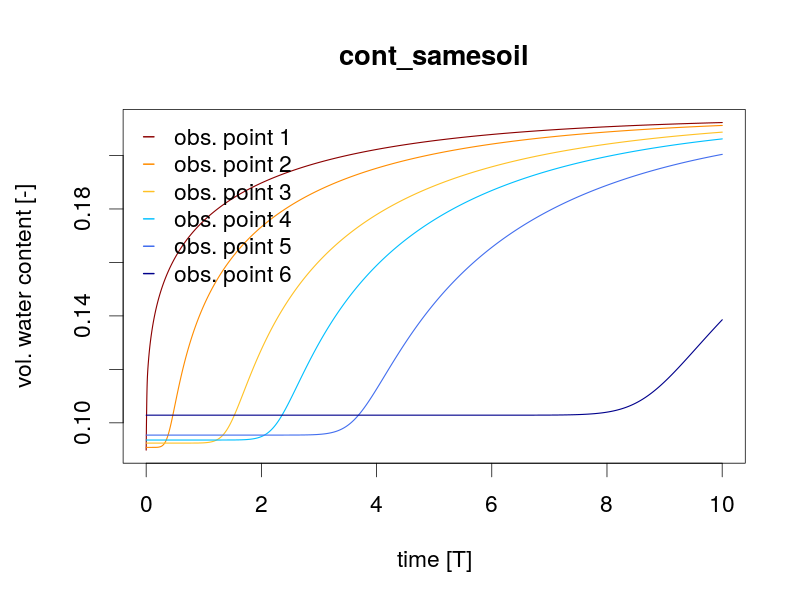 cont_samesoil
obs. point 1
obs. point 2
obs. point 3
obs. point 4
obs. point 5
obs. point 6
vol. water content [-]
0.18
0.14
0.10
0 2 4 6 8 10
time [T]